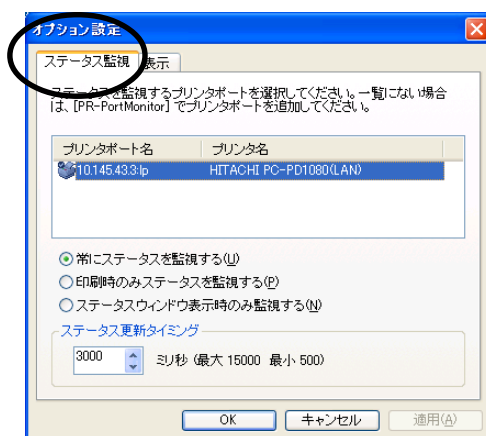 オプション設定
ステータス監視
表示
ステータスを監視するプリンタポートを選択してください。一覧にない場合
は、[PR-PortMonitor] でプリンタポートを追加してください。
プリンタポート名 プリンタ名
10.145.43.3:lp HITACHI PC-PD1080(LAN)
常にステータスを監視する(U)
印刷時のみステータスを監視する(P)
ステータスウィンドウ表示時のみ監視する(N)
ステータス更新タイミング
3000 ミリ秒 (最大 15000 最小 500)
OK キャンセル 適用(A)